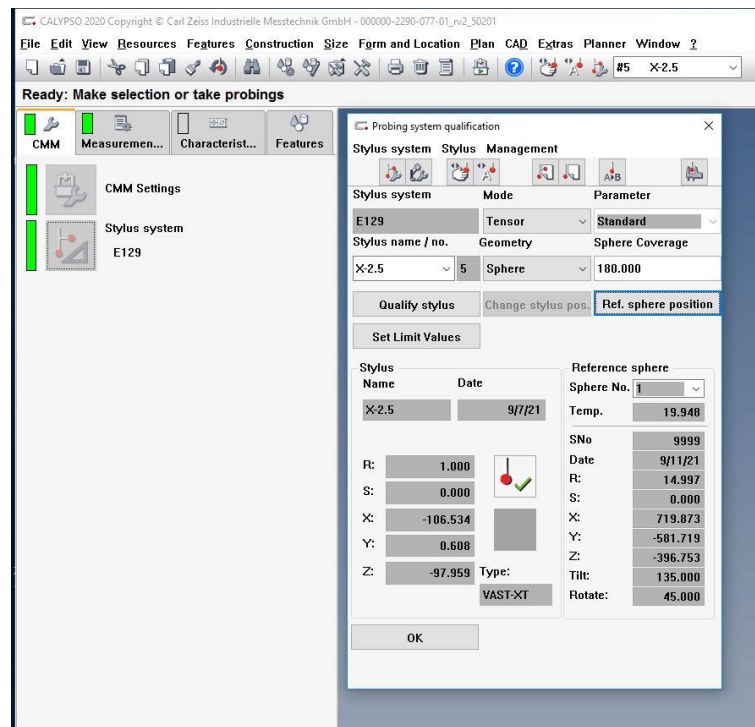 CALYPSO 2020 Copyright © Carl Zeiss Industrielle Messtechnik GmbH - 000000-2290-077-01_rv2_50201
File Edit View Resources Features Construction Size Form and Location Plan CAD Extras Planner Window ?
#5 X-2.5
Ready: Make selection or take probings
CMM Measuremen... Characterist... Features
CMM Settings
Stylus system
E129
Probing system qualification
Stylus system Stylus Management
A B
Stylus system Mode Parameter
E129 Tensor Standard
Stylus name / no. Geometry Sphere Coverage
X-2.5 5 Sphere 180.000
Qualify stylus Change stylus pos. Ref. sphere position
Set Limit Values
Stylus
Name Date
X-2.5 9/7/21
R: 1.000
S: 0.000
X: -106.534
Y: 0.608
Z: -97.959
Type:
VAST-XT
Reference sphere
Sphere No. 1
Temp. 19.948
SNo 9999
Date 9/11/21
R: 14.997
S: 0.000
X: 719.873
Y: -581.719
Z: -396.753
Tilt: 135.000
Rotate: 45.000
OK